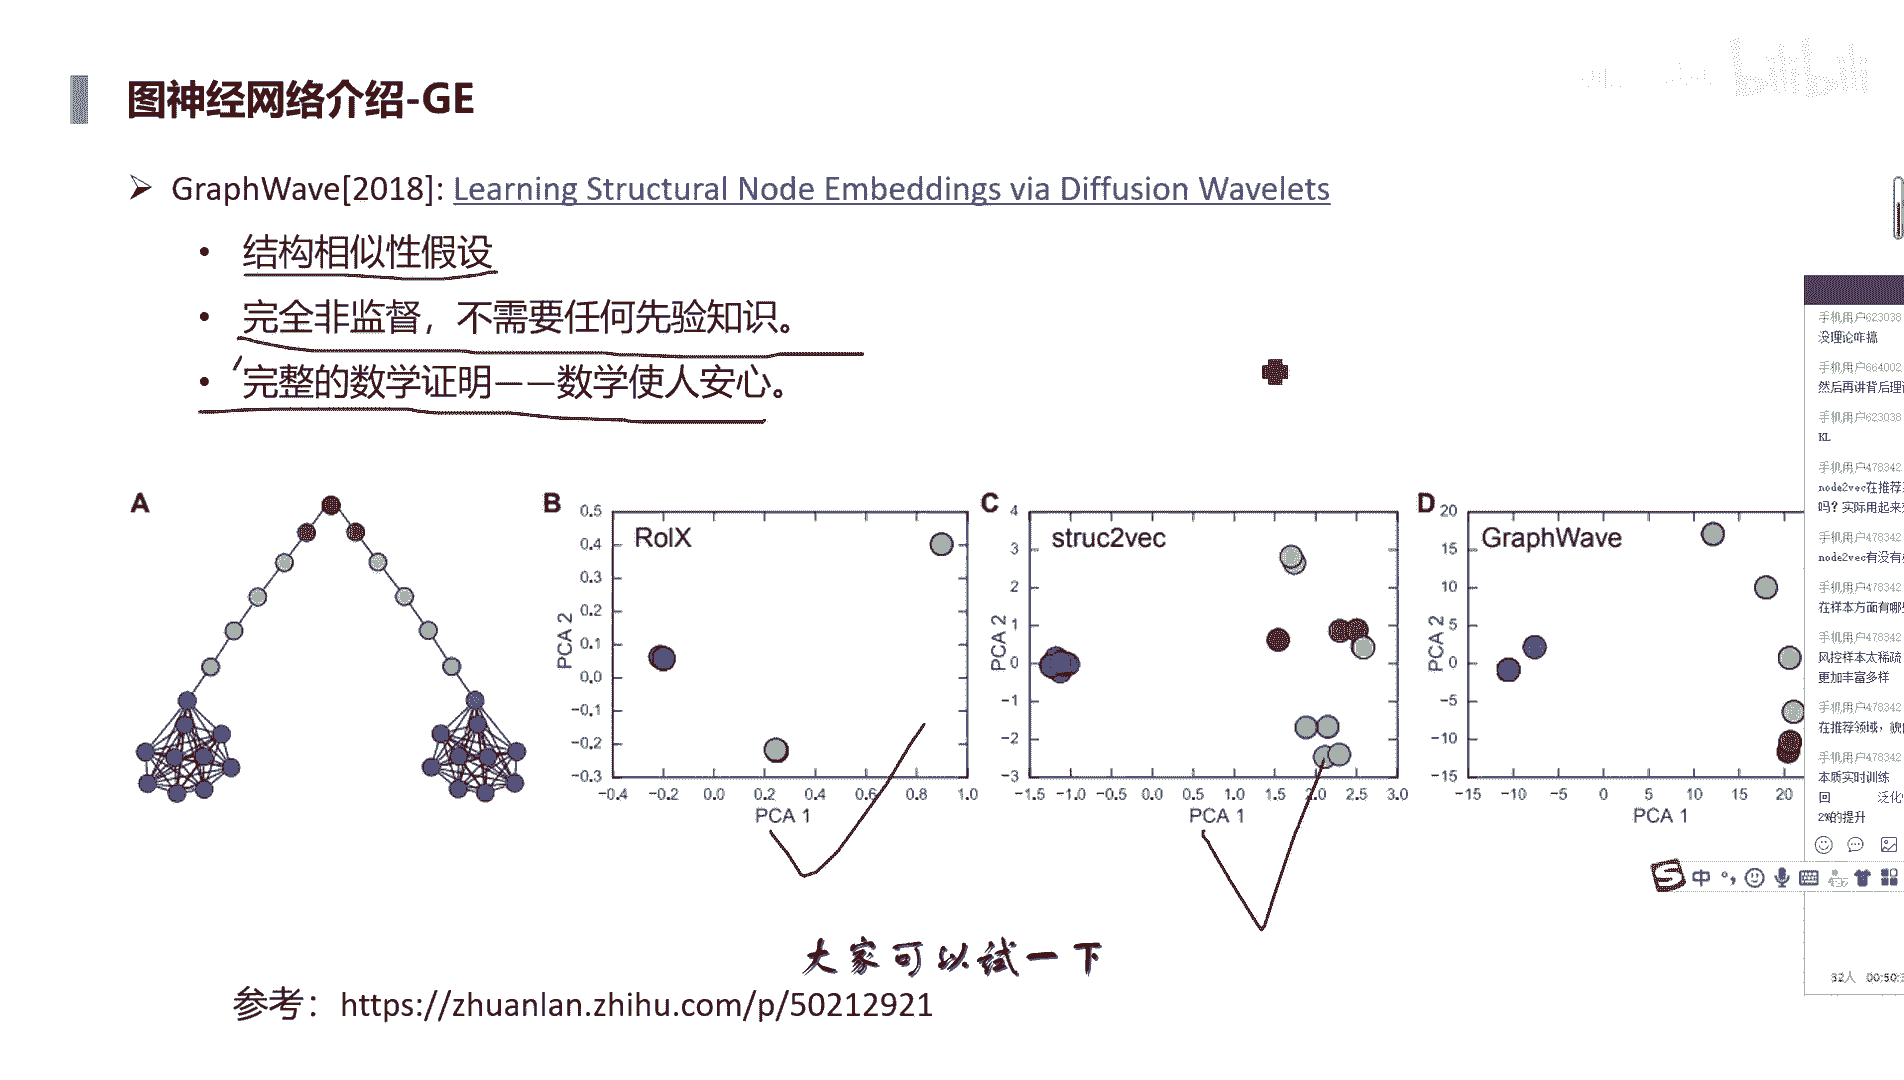 图神经网络介绍-GE
bilibili
GraphWave[2018]: Learning Structural Node Embeddings via Diffusion Wavelets
结构相似性假设
完全非监督，不需要任何先验知识。
完整的数学证明——数学使人安心。
A
B
RolX
PCA 2
0.5
0.4
0.3
0.2
0.1
0.0
−0.1
−0.2
−0.3
−0.4 −0.2 0.0 0.2 0.4 0.6 0.8 1.0
PCA 1
C
struc2vec
PCA 2
4
3
2
1
0
−1
−2
−3
−1.5 −1.0 −0.5 0.0 0.5 1.0 1.5 2.0 2.5 3.0
PCA 1
D
GraphWave
PCA 2
20
15
10
5
0
−5
−10
−15
−15 −10 −5 0 5 10 15 20
PCA 1
手机用户623038
没理论咋搞
手机用户664002
然后再讲背后理
手机用户623038
KL
手机用户478342
node2vec在推荐
吗？实际用起来
手机用户478342
node2vec有没有
手机用户478342
在样本方面有哪
手机用户478342
风控样本太稀疏
更加丰富多样
手机用户478342
在推荐领域，
手机用户478342
本质实时训练
回 泛化
2%的提升
中
32人 00:50:
大家可以试一下
参考：https://zhuanlan.zhihu.com/p/50212921